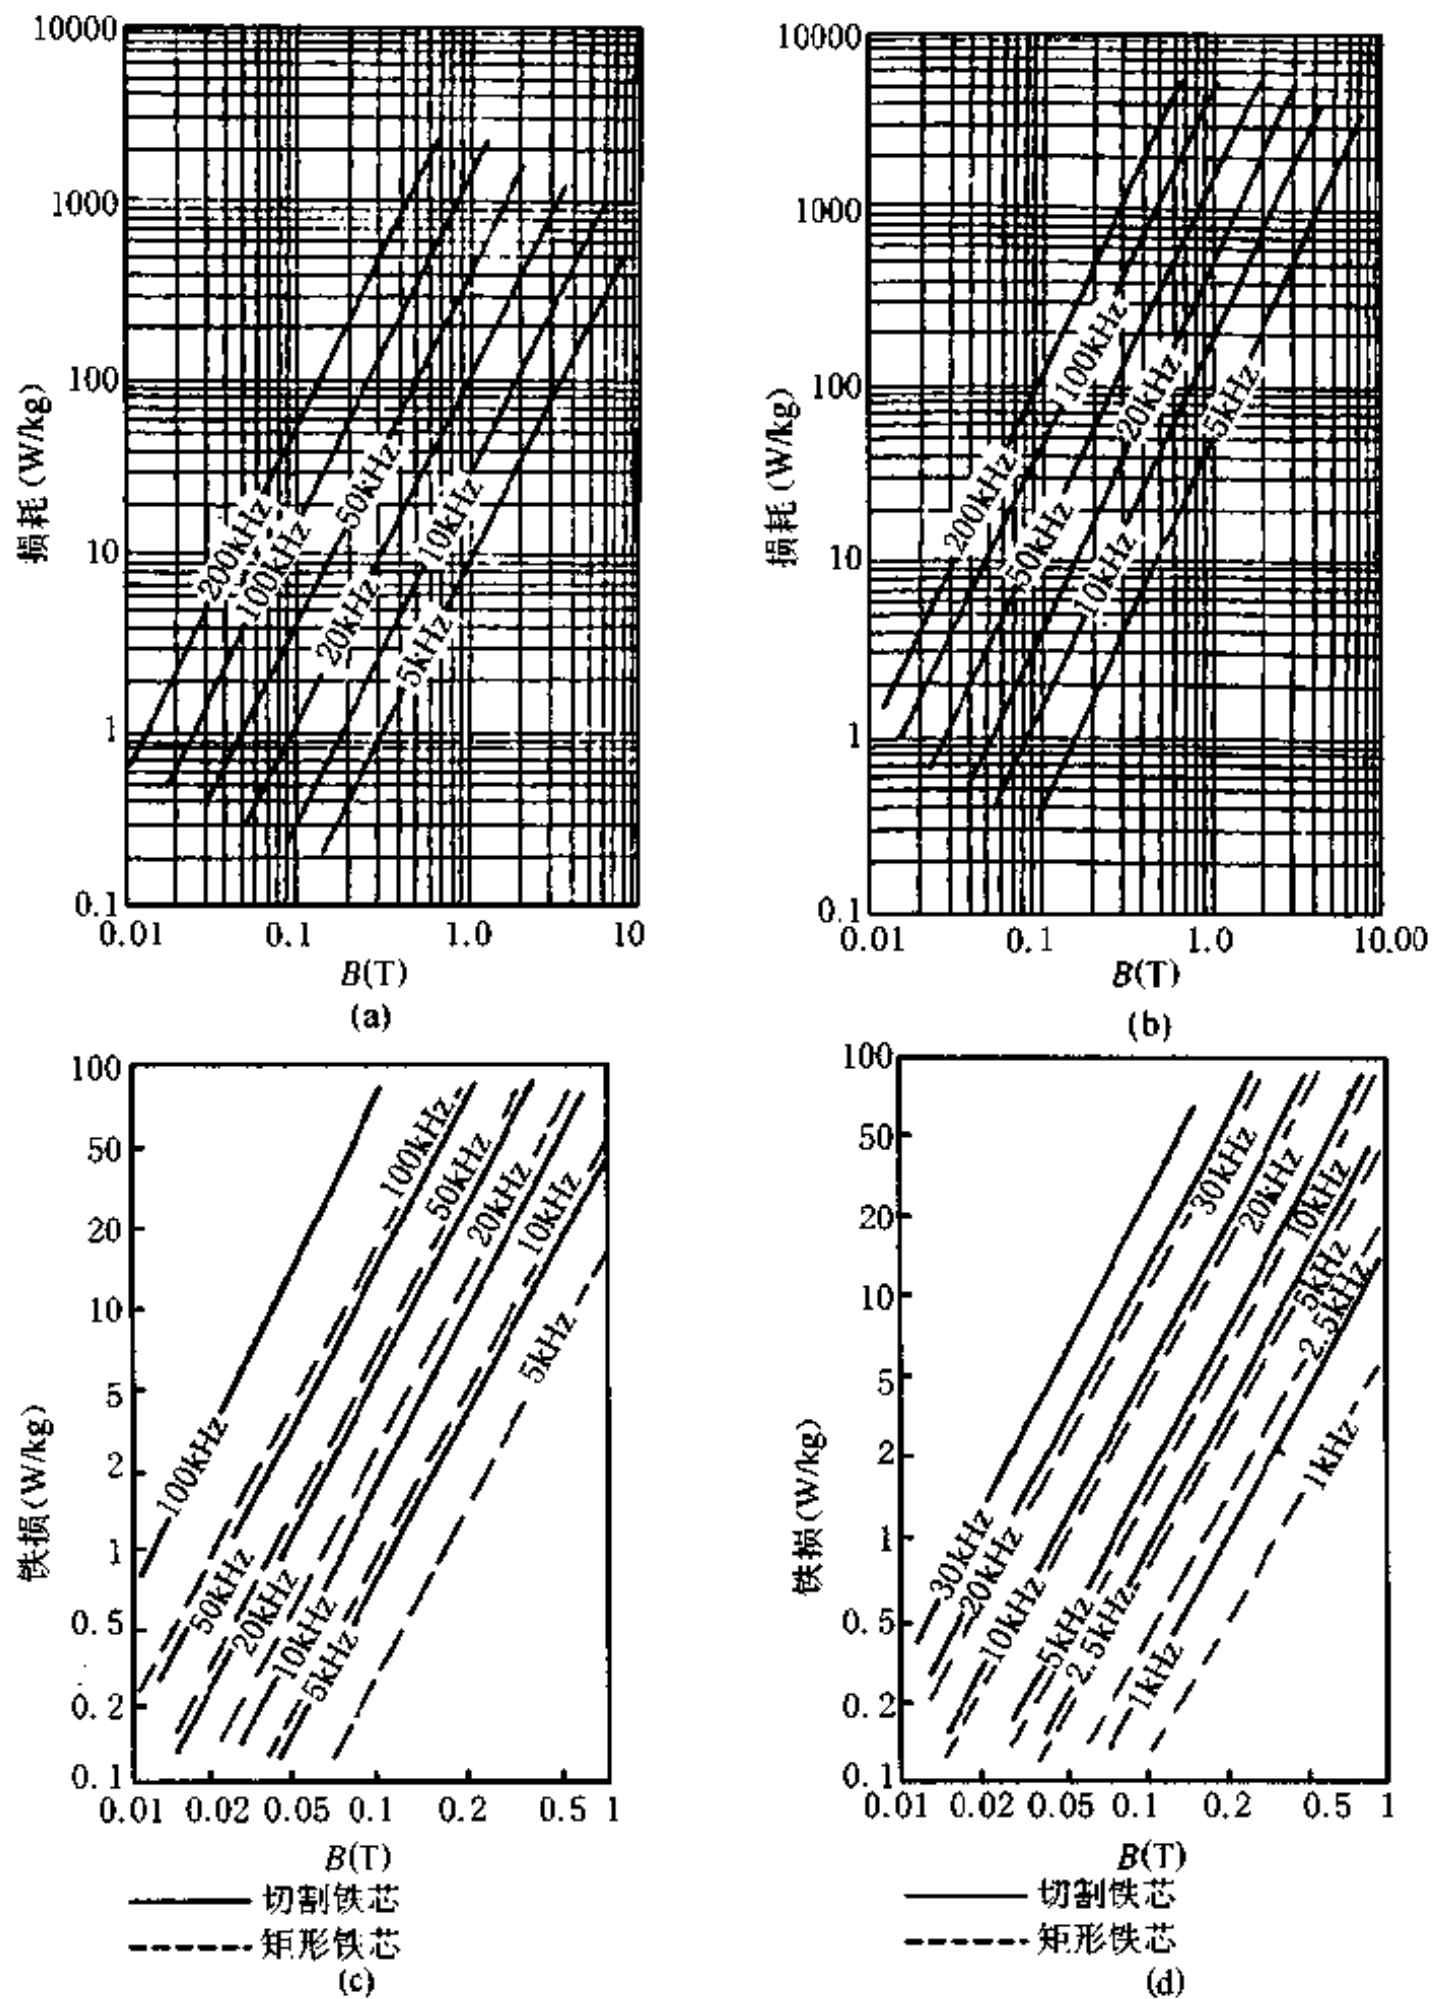 10000
1000
100
10
1
0.1
损耗(W/kg)
200kHz
100kHz
50kHz
20kHz
10kHz
5kHz
0.01 0.1 1.0 10
B(T)
(a)
10000
1000
100
10
1
0.1
损耗(W/kg)
200kHz
100kHz
50kHz
20kHz
10kHz
5kHz
0.01 0.1 1.0 10.00
B(T)
(b)
100
50
20
10
5
2
1
0.5
0.2
0.1
铁损(W/kg)
100kHz
50kHz
20kHz
10kHz
5kHz
100kHz
50kHz
20kHz
10kHz
5kHz
0.01 0.02 0.05 0.1 0.2 0.5 1
B(T)
切割铁芯
矩形铁芯
(c)
100
50
20
10
5
2
1
0.5
0.2
0.1
铁损(W/kg)
30kHz
20kHz
10kHz
5kHz
2.5kHz
1kHz
30kHz
20kHz
10kHz
5kHz
2.5kHz
1kHz
0.01 0.02 0.05 0.1 0.2 0.5 1
B(T)
切割铁芯
矩形铁芯
(d)